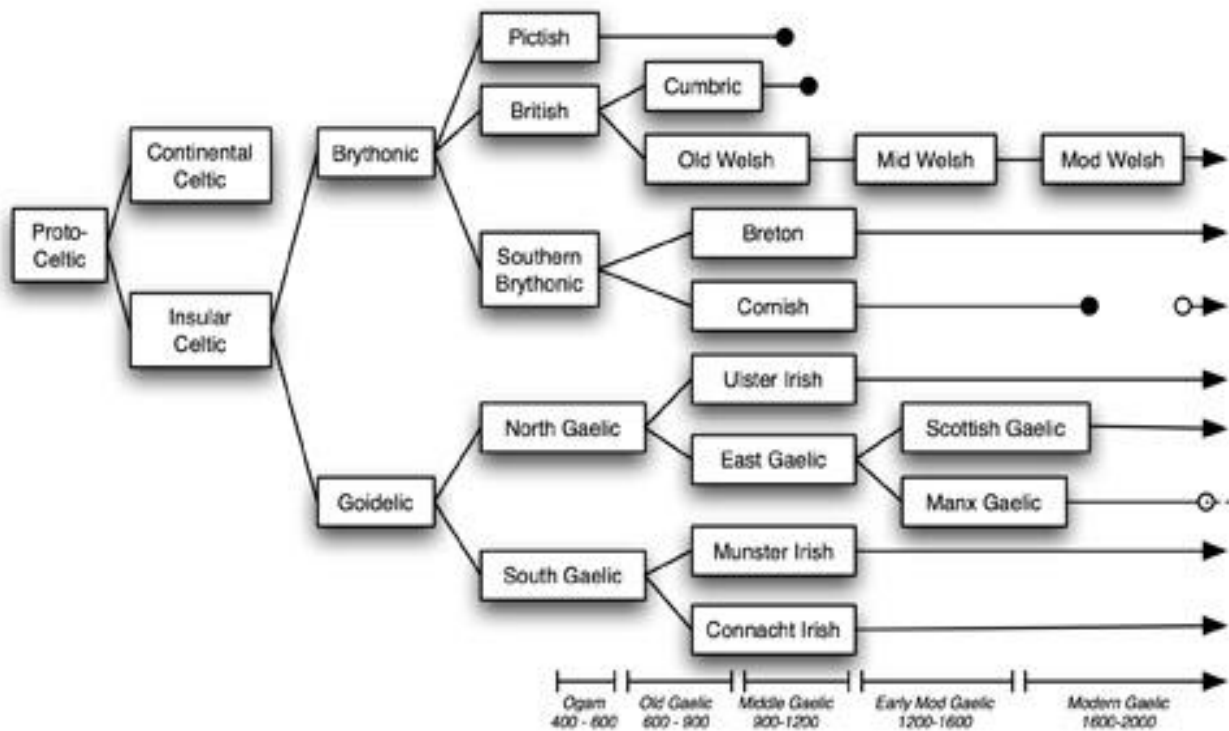 Pictish
Cumbric
British
Continental
Celtic
Brythonic
Old Welsh
Mid Welsh
Mod Welsh
Proto-
Celtic
Breton
Southern
Brythonic
Insular
Celtic
Cornish
Ulster Irish
North Gaelic
Scottish Gaelic
East Gaelic
Goidelic
Manx Gaelic
Munster Irish
South Gaelic
Connacht Irish
Ogam
400 - 600
Old Gaelic
600 - 900
Middle Gaelic
900-1200
Early Mod Gaelic
1200-1600
Modern Gaelic
1600-2000